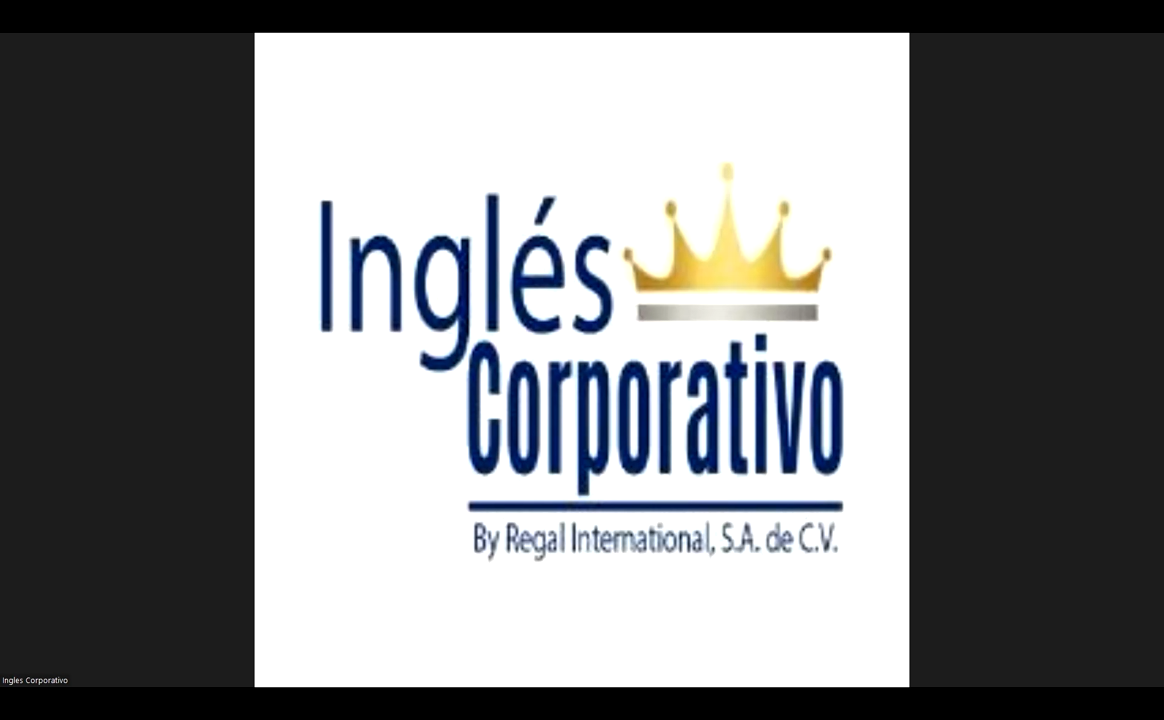 Inglés
Corporativo
By Regal International, S.A. de C.V.
Ingles Corporativo